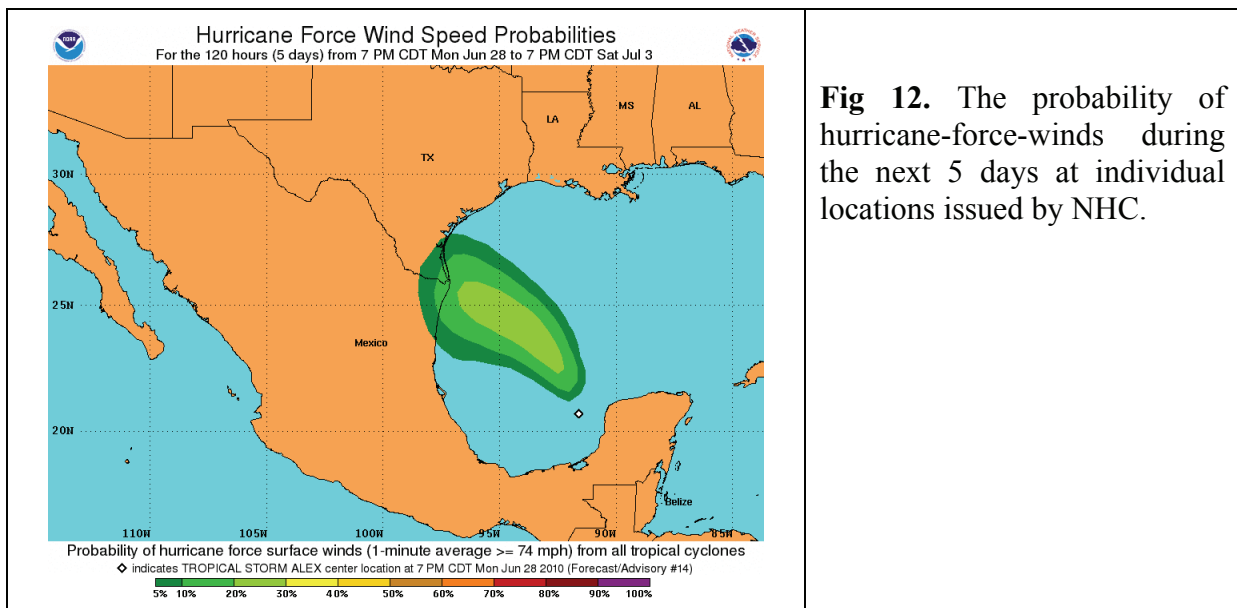 Hurricane Force Wind Speed Probabilities
For the 120 hours (5 days) from 7 PM CDT Mon Jun 28 to 7 PM CDT Sat Jul 3
NOAA
MS
AL
LA
TX
30N
25N
Mexico
20N
Belize
110W 105W 100W 95W 90W 85W
Probability of hurricane force surface winds (1-minute average >= 74 mph) from all tropical cyclones
◇ indicates TROPICAL STORM ALEX center location at 7 PM CDT Mon Jun 28 2010 (Forecast/Advisory #14)
5% 10% 20% 30% 40% 50% 60% 70% 80% 90% 100%
Fig 12. The probability of
hurricane-force-winds during
the next 5 days at individual
locations issued by NHC.